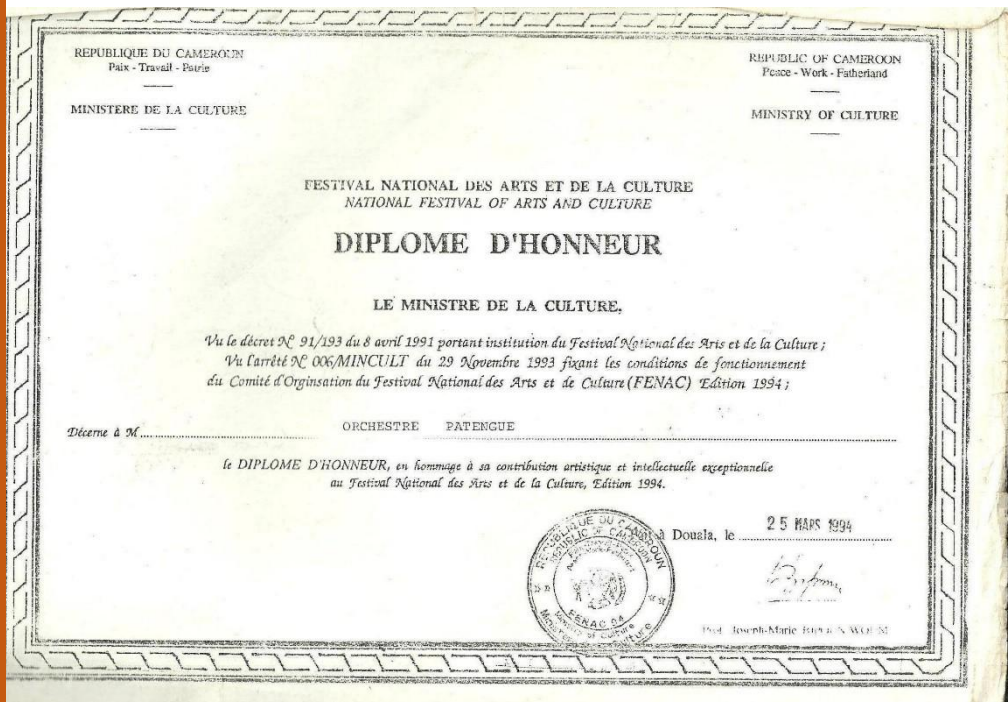 REPUBLIQUE DU CAMEROUN
Paix - Travail - Patrie
MINISTERE DE LA CULTURE
REPUBLIC OF CAMEROON
Peace - Work - Fatherland
MINISTRY OF CULTURE
FESTIVAL NATIONAL DES ARTS ET DE LA CULTURE
NATIONAL FESTIVAL OF ARTS AND CULTURE
DIPLOME D'HONNEUR
LE MINISTRE DE LA CULTURE,
Vu le décret N° 91/193 du 8 avril 1991 portant institution du Festival National des Arts et de la Culture ;
Vu l'arrêté N° 006/MINCULT du 29 Novembre 1993 fixant les conditions de fonctionnement
du Comité d'Orginsation du Festival National des Arts et de Culture (FENAC) Edition 1994 ;
Décerne à M. ORCHESTRE PATENGUE
le DIPLOME D'HONNEUR, en hommage à sa contribution artistique et intellectuelle exceptionnelle
au Festival National des Arts et de la Culture, Edition 1994.
à Douala, le 25 MARS 1994
REPUBLIQUE DU CAMEROUN
REPUBLIC OF CAMEROON
FENAC 94
Ministry of Culture
Prof. Joseph-Marie